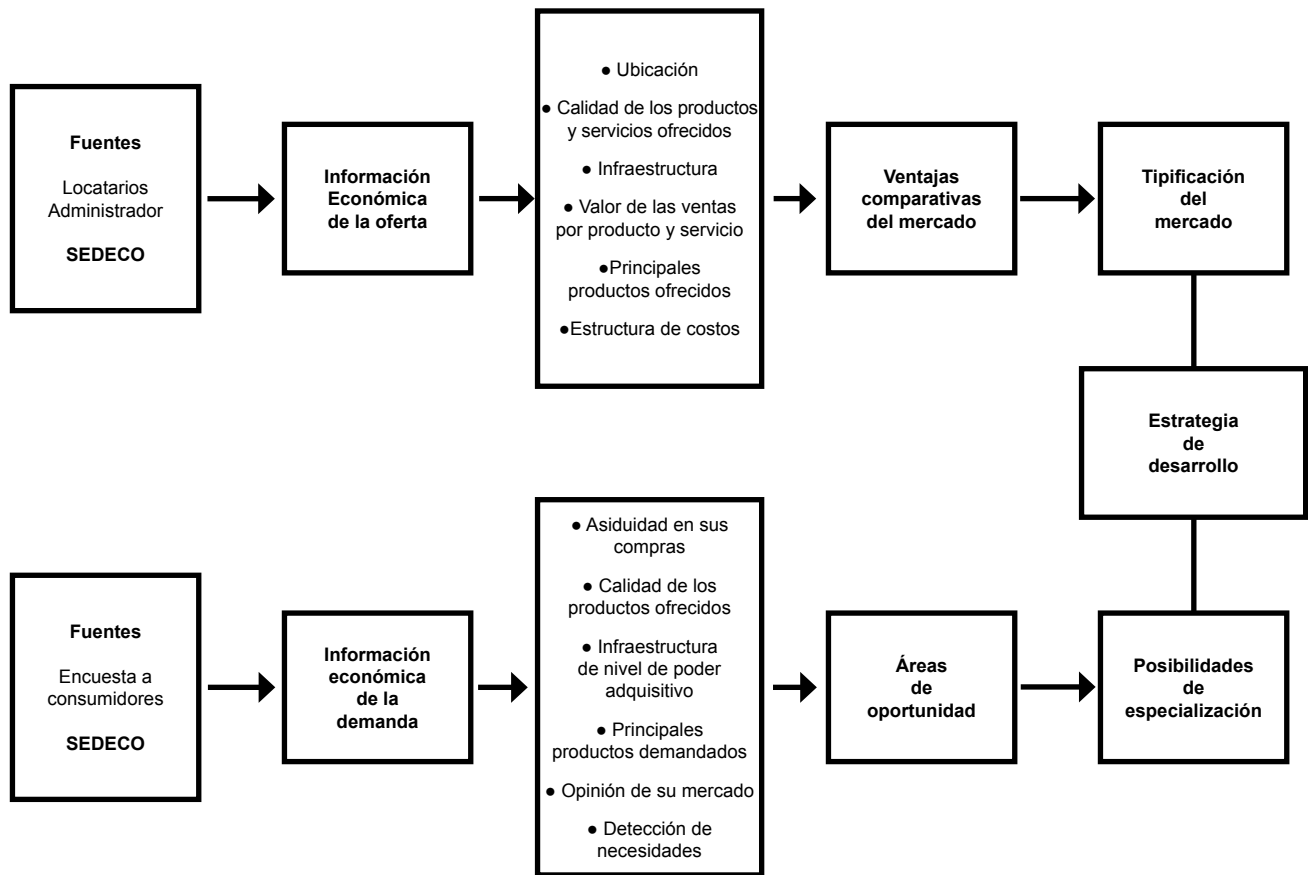 Fuentes
Locatarios
Administrador
SEDECO
Información
Económica
de la oferta
● Ubicación
● Calidad de los productos
y servicios ofrecidos
● Infraestructura
● Valor de las ventas
por producto y servicio
●Principales
productos ofrecidos
●Estructura de costos
Ventajas
comparativas
del mercado
Tipificación
del
mercado
Estrategia
de
desarrollo
Fuentes
Encuesta a
consumidores
SEDECO
Información
económica
de la
demanda
● Asiduidad en sus
compras
● Calidad de los
productos ofrecidos
● Infraestructura
de nivel de poder
adquisitivo
● Principales
productos demandados
● Opinión de su mercado
● Detección de
necesidades
Áreas
de
oportunidad
Posibilidades
de
especialización